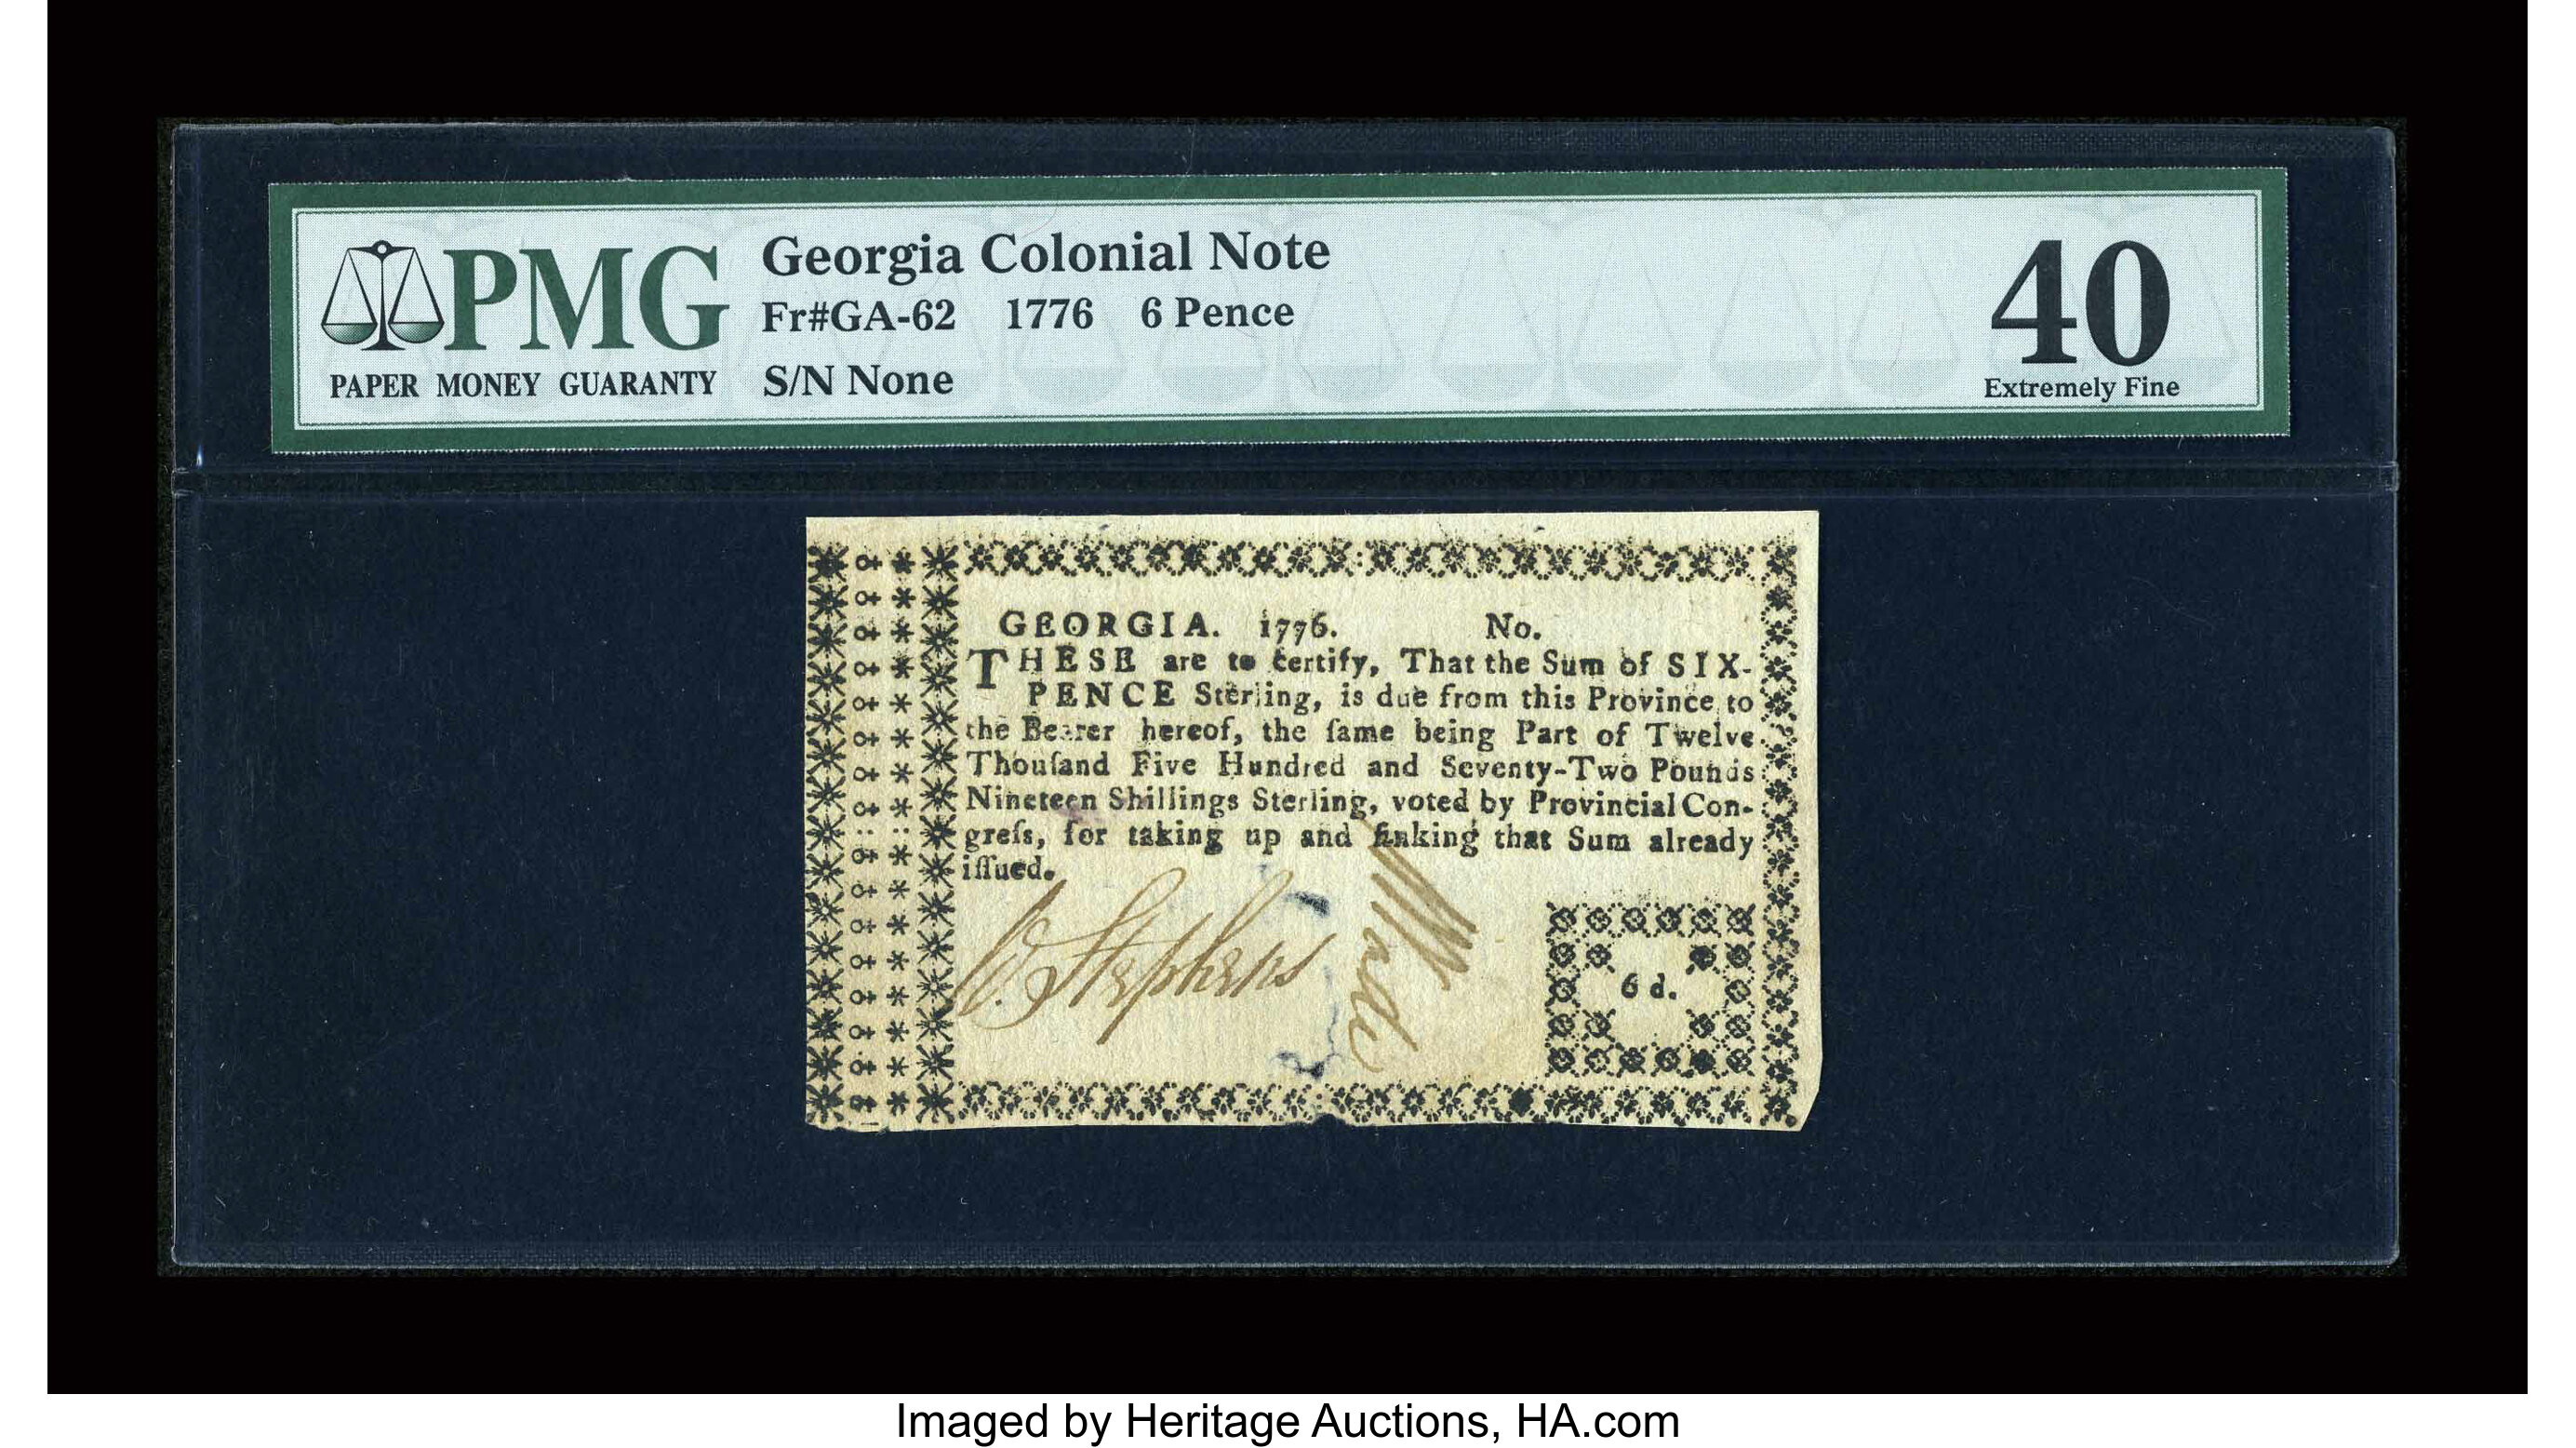 PMG
PAPER MONEY GUARANTY
Georgia Colonial Note
Fr#GA-62 1776 6 Pence
S/N None
40
Extremely Fine
GEORGIA. 1776. No.
THESE are to certify, That the Sum of SIX-
PENCE Sterling, is due from this Province to
the Bearer hereof, the ſame being Part of Twelve
Thouſand Five Hundred and Seventy-Two Pounds
Nineteen Shillings Sterling, voted by Provincial Con-
greſs, for taking up and ſinking that Sum already
iſſued.
W. Stephens
6 d.
Imaged by Heritage Auctions, HA.com